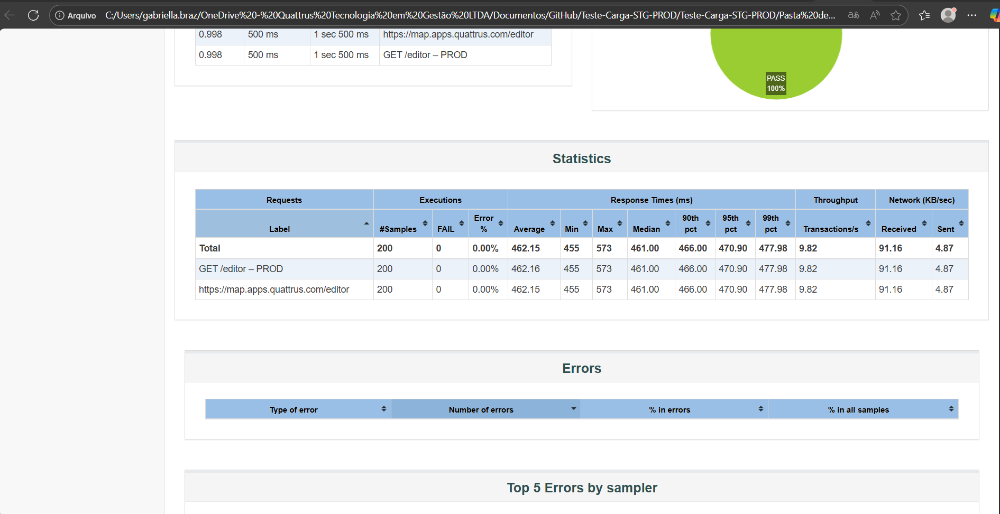 Arquivo C:/Users/gabriella.braz/OneDrive%20-%20Quattrus%20Tecnologia%20em%20Gestão%20LTDA/Documentos/GitHub/Teste-Carga-STG-PROD/Teste-Carga-STG-PROD/Pasta%20de... aあ A
0.998 500 ms 1 sec 500 ms https://map.apps.quattrus.com/editor
0.998 500 ms 1 sec 500 ms GET /editor – PROD
PASS
100%
Statistics
Requests Executions Response Times (ms) Throughput Network (KB/sec)
Label #Samples FAIL Error % Average Min Max Median 90th pct 95th pct 99th pct Transactions/s Received Sent
Total 200 0 0.00% 462.15 455 573 461.00 466.00 470.90 477.98 9.82 91.16 4.87
GET /editor – PROD 200 0 0.00% 462.16 455 573 461.00 466.00 470.90 477.98 9.82 91.16 4.87
https://map.apps.quattrus.com/editor 200 0 0.00% 462.15 455 573 461.00 466.00 470.90 477.98 9.82 91.16 4.87
Errors
Type of error Number of errors % in errors % in all samples
Top 5 Errors by sampler